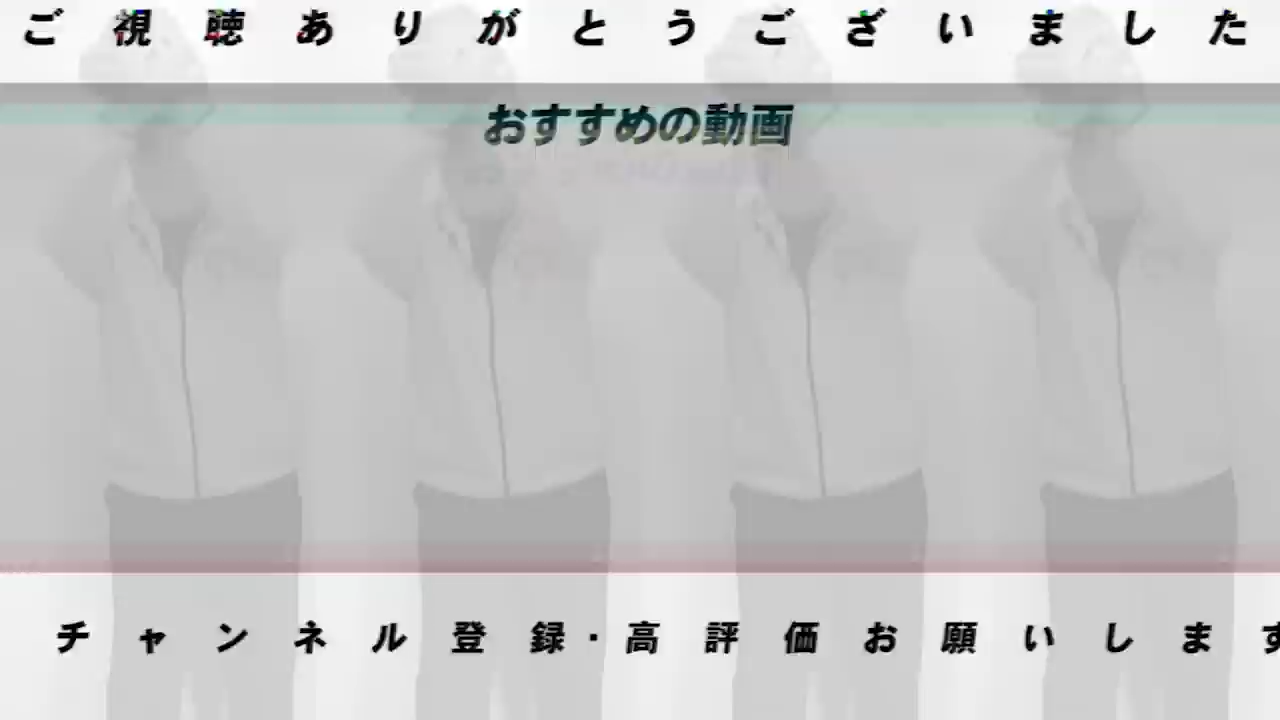 ご視聴ありがとうございました
おすすめの動画
チャンネル登録・高評価お願いします